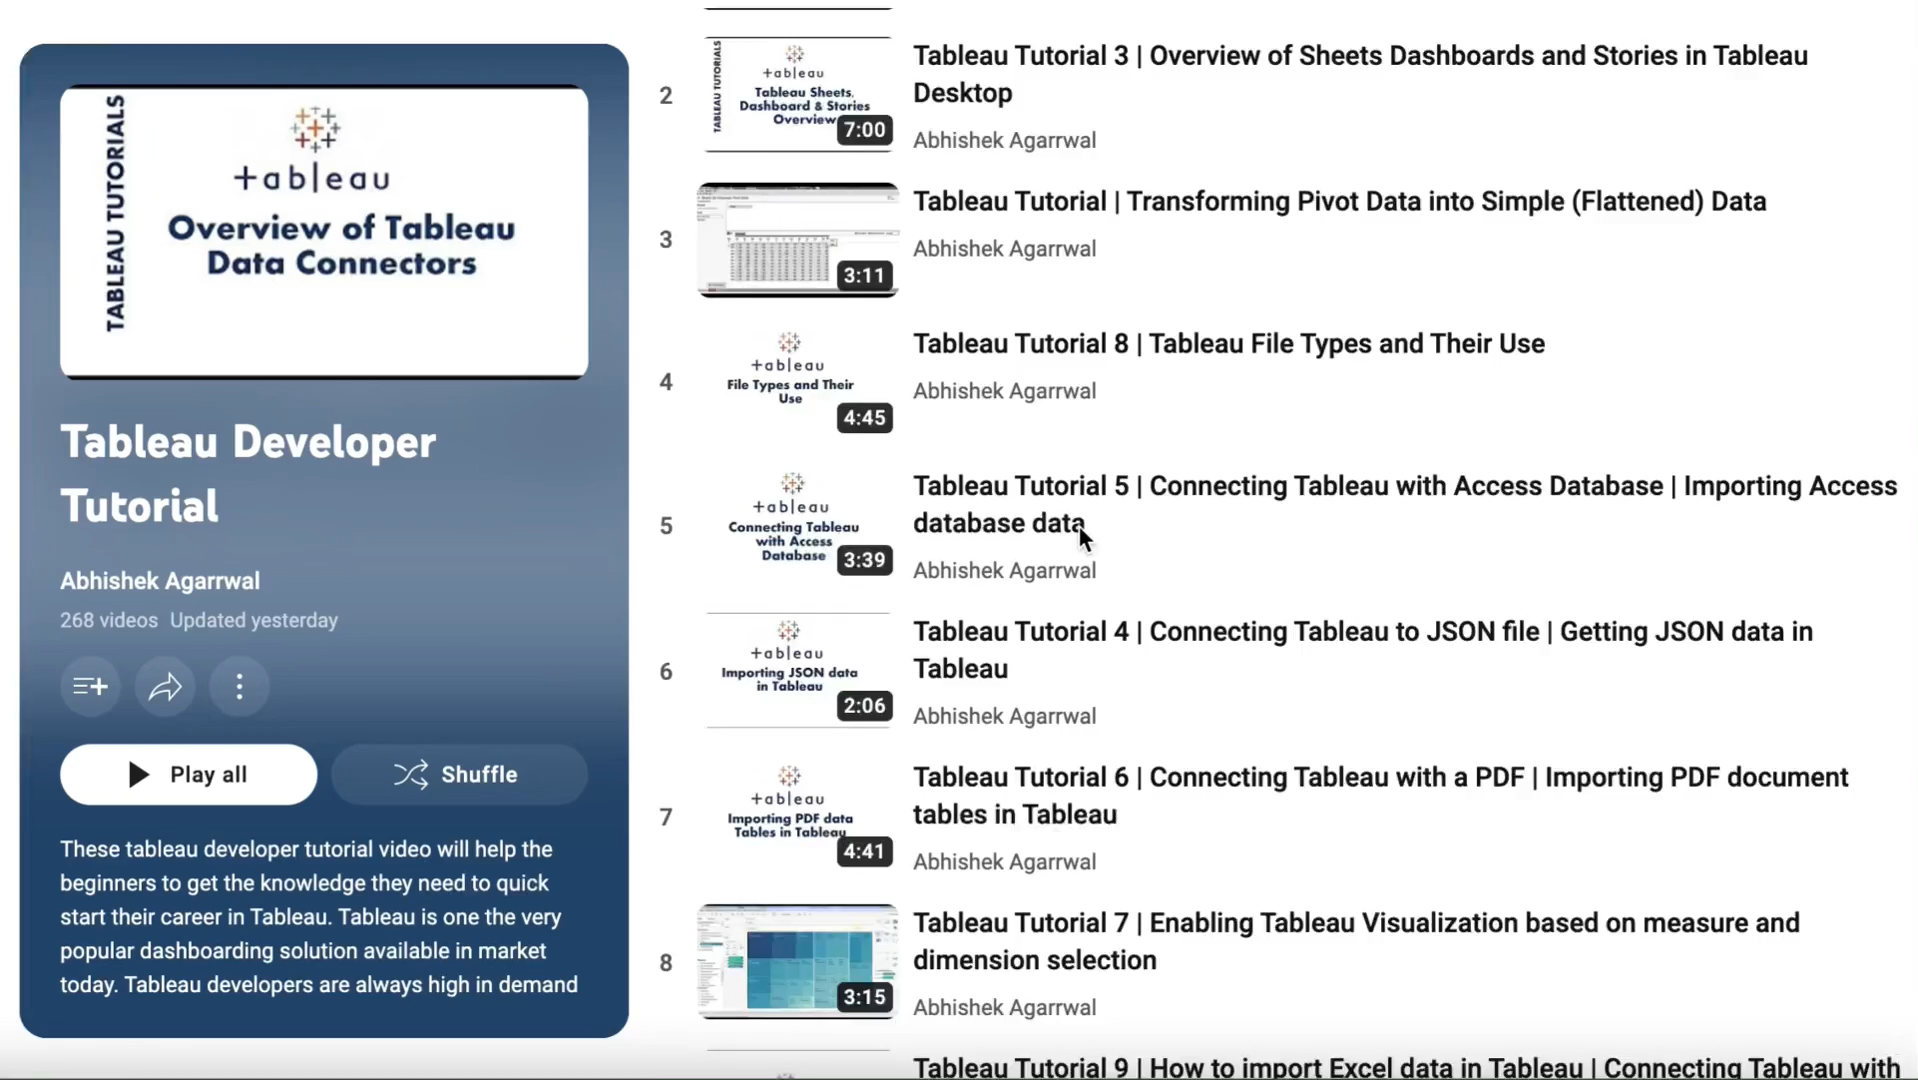 TABLEAU TUTORIALS
+ableau
Overview of Tableau
Data Connectors
Tableau Developer
Tutorial
Abhishek Agarrwal
268 videos Updated yesterday
Play all
Shuffle
These tableau developer tutorial video will help the
beginners to get the knowledge they need to quick
start their career in Tableau. Tableau is one the very
popular dashboarding solution available in market
today. Tableau developers are always high in demand
2
TABLEAU TUTORIALS
+ableau
Tableau Sheets,
Dashboard & Stories
Overview
7:00
Tableau Tutorial 3 | Overview of Sheets Dashboards and Stories in Tableau
Desktop
Abhishek Agarrwal
3
3:11
Tableau Tutorial | Transforming Pivot Data into Simple (Flattened) Data
Abhishek Agarrwal
4
+ableau
File Types and Their
Use
4:45
Tableau Tutorial 8 | Tableau File Types and Their Use
Abhishek Agarrwal
5
+ableau
Connecting Tableau
with Access
Database
3:39
Tableau Tutorial 5 | Connecting Tableau with Access Database | Importing Access
database data
Abhishek Agarrwal
6
+ableau
Importing JSON data
in Tableau
2:06
Tableau Tutorial 4 | Connecting Tableau to JSON file | Getting JSON data in
Tableau
Abhishek Agarrwal
7
+ableau
Importing PDF data
Tables in Tableau
4:41
Tableau Tutorial 6 | Connecting Tableau with a PDF | Importing PDF document
tables in Tableau
Abhishek Agarrwal
8
3:15
Tableau Tutorial 7 | Enabling Tableau Visualization based on measure and
dimension selection
Abhishek Agarrwal
Tableau Tutorial 9 | How to import Excel data in Tableau | Connecting Tableau with